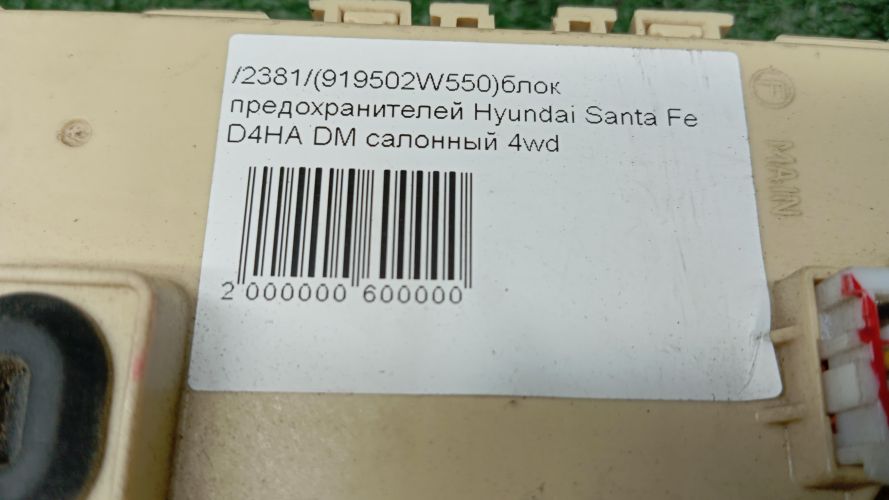 /2381/(919502W550)блок
предохранителей Hyundai Santa Fe
D4HA DM салонный 4wd
2 000000 600000
F
MAIN